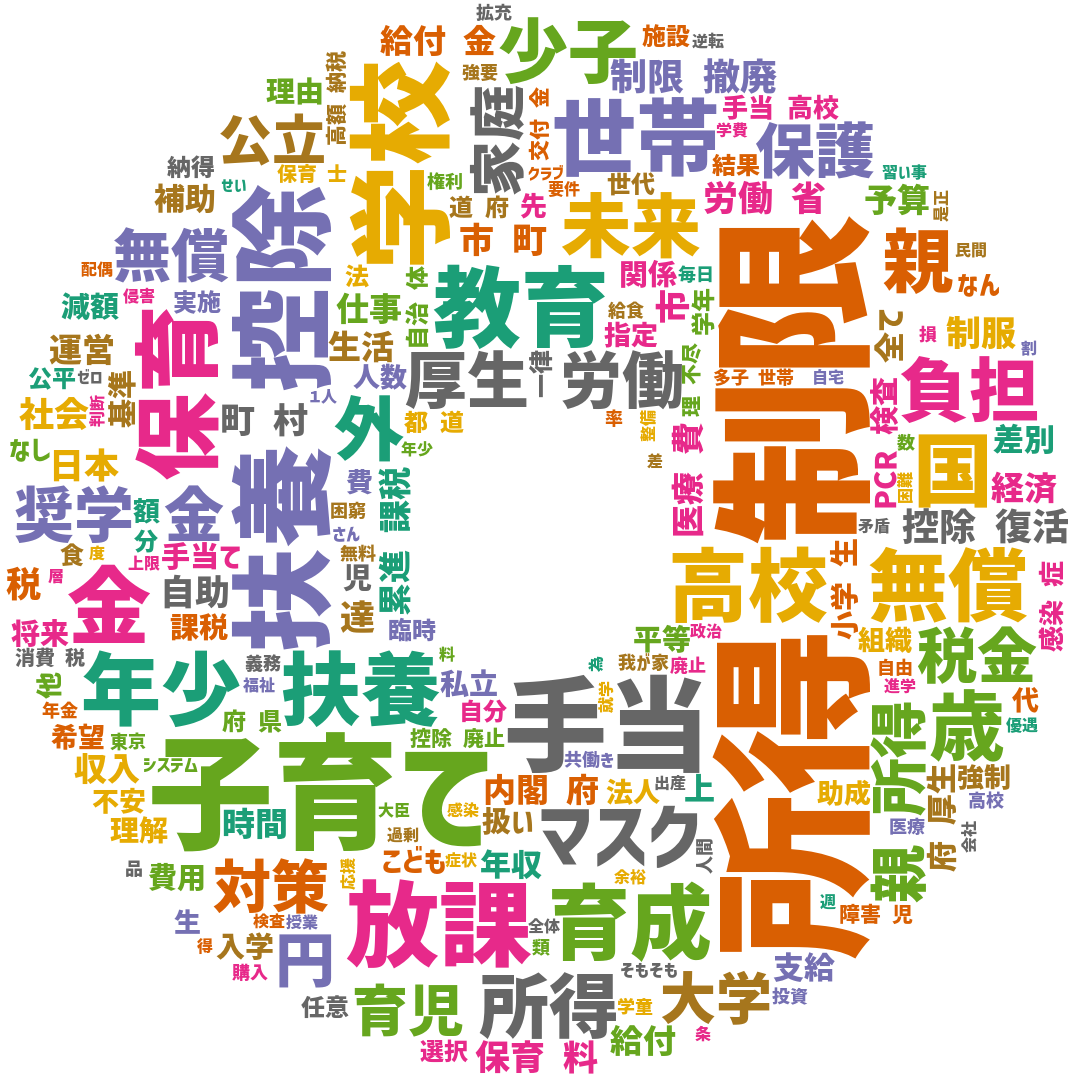 拡充
給付 金
少子
施設
逆転
制限 撤廃
強要
納税
高額
理由
学校
家庭
交付 金
世帯
手当 高校
学費
保護
公立
納得
せい
保育 士
補助
クラブ
要件
結果
世代
権利
道 府
先
労働 省
習い事
予算
是正
控除
無償
配偶
侵害
減額
実施
市 町
未来
関係
毎日
法
自治 体
仕事
教育
給食
指定
市
学年
所得 制限
親
民間
なん
全て
制服
損
割
運営
保育
生活
公平
ゼロ
人数
1人
厚生 労働
一律
理 不尽
多子 世帯
自宅
負担
検査
社会
判断
基準
町 村
外
都 道
年少
率
整備
差
医療 費
PCR 検査
数
困難
国
差別
経済
なし
日本
扶養 控除
課税
累進 課税
費
困窮
さん
奨学 金
額
分
上限
手当て
無料
矛盾
控除 復活
食
度
税
層
金
自助
児
達
臨時
高校 無償
小学 生
感染 症
将来
課税
消費 税
他
年少 扶養
義務
福祉
料
私立
自分
平等
政治
我が家
廃止
為
就学
組織
税金
自由
進学
代
優遇
年金
希望
東京
府 県
控除 廃止
手当
共働き
親 所得
歳
収入
システム
子育て
大臣
感染
内閣 府
法人
出産
上
助成
府 厚生
強制
高校
不安
理解
時間
過剰
扱い
マスク
人間
医療
会社
品
費用
対策
応援
こども
症状
年収
余裕
生
検査
授業
放課
全体
類
育成
週
障害 児
得
入学
円
購入
そもそも
支給
任意
育児
所得
学童
大学
投資
選択
保育 料
給付
条